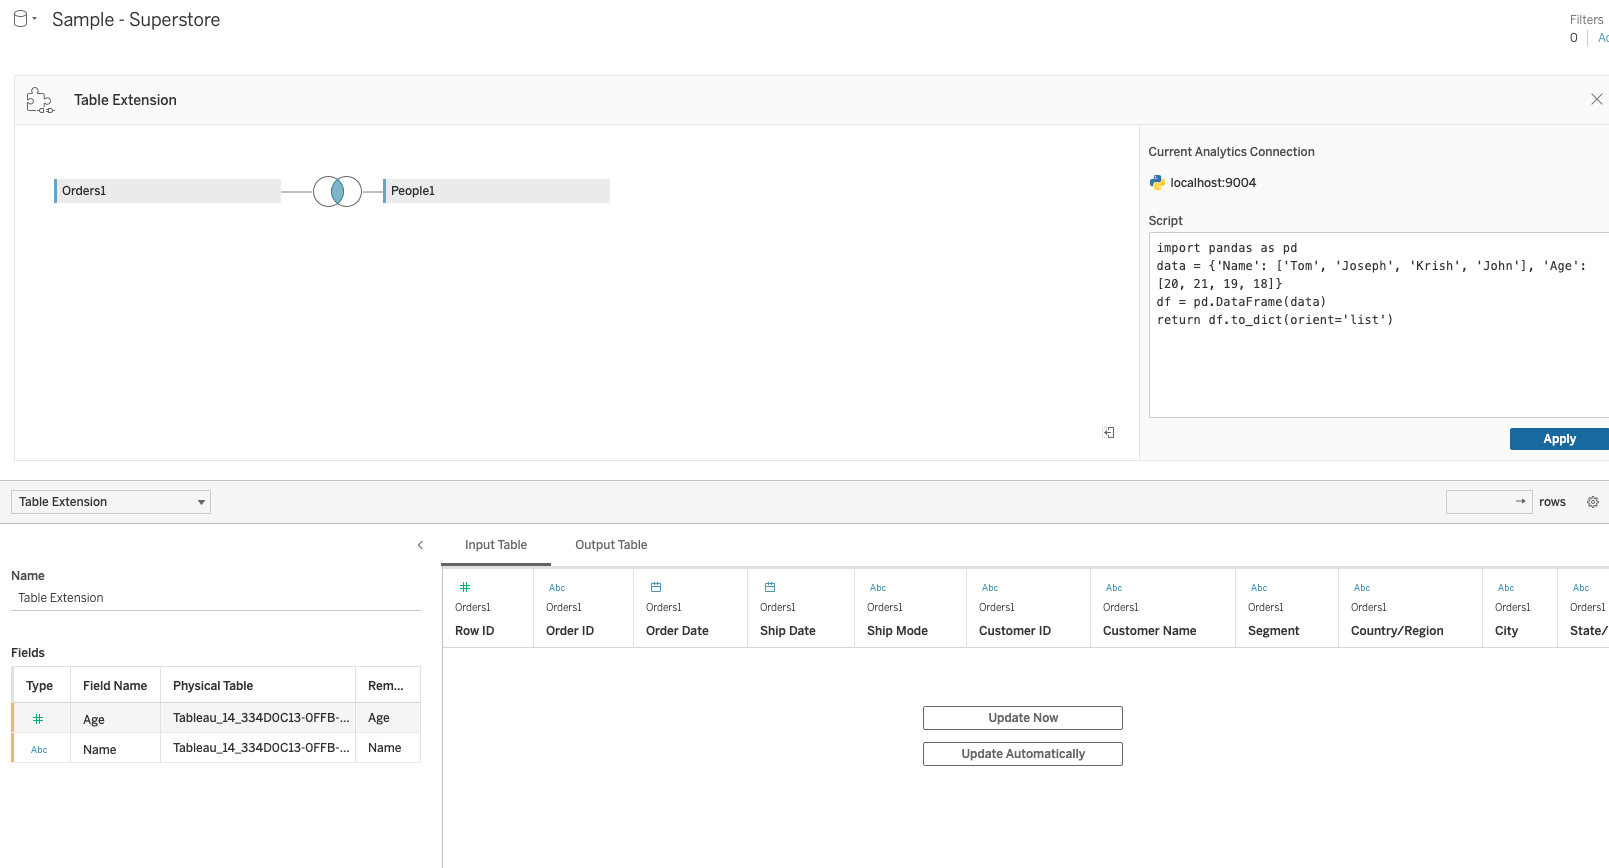 Sample - Superstore
Filters
0
Table Extension
Orders1
People1
Current Analytics Connection
localhost:9004
Script
import pandas as pd
data = {'Name': ['Tom', 'Joseph', 'Krish', 'John'], 'Age':
[20, 21, 19, 18]}
df = pd.DataFrame(data)
return df.to_dict(orient='list')
Apply
Table Extension
rows
Input Table Output Table
Name
Table Extension
Fields
Type Field Name Physical Table Rem...
# Age Tableau_14_334D0C13-0FFB-... Age
Abc Name Tableau_14_334D0C13-0FFB-... Name
# Abc Abc Abc Abc Abc Abc Abc Abc
Orders1 Orders1 Orders1 Orders1 Orders1 Orders1 Orders1 Orders1 Orders1 Orders1 Orders1
Row ID Order ID Order Date Ship Date Ship Mode Customer ID Customer Name Segment Country/Region City State/
Update Now
Update Automatically